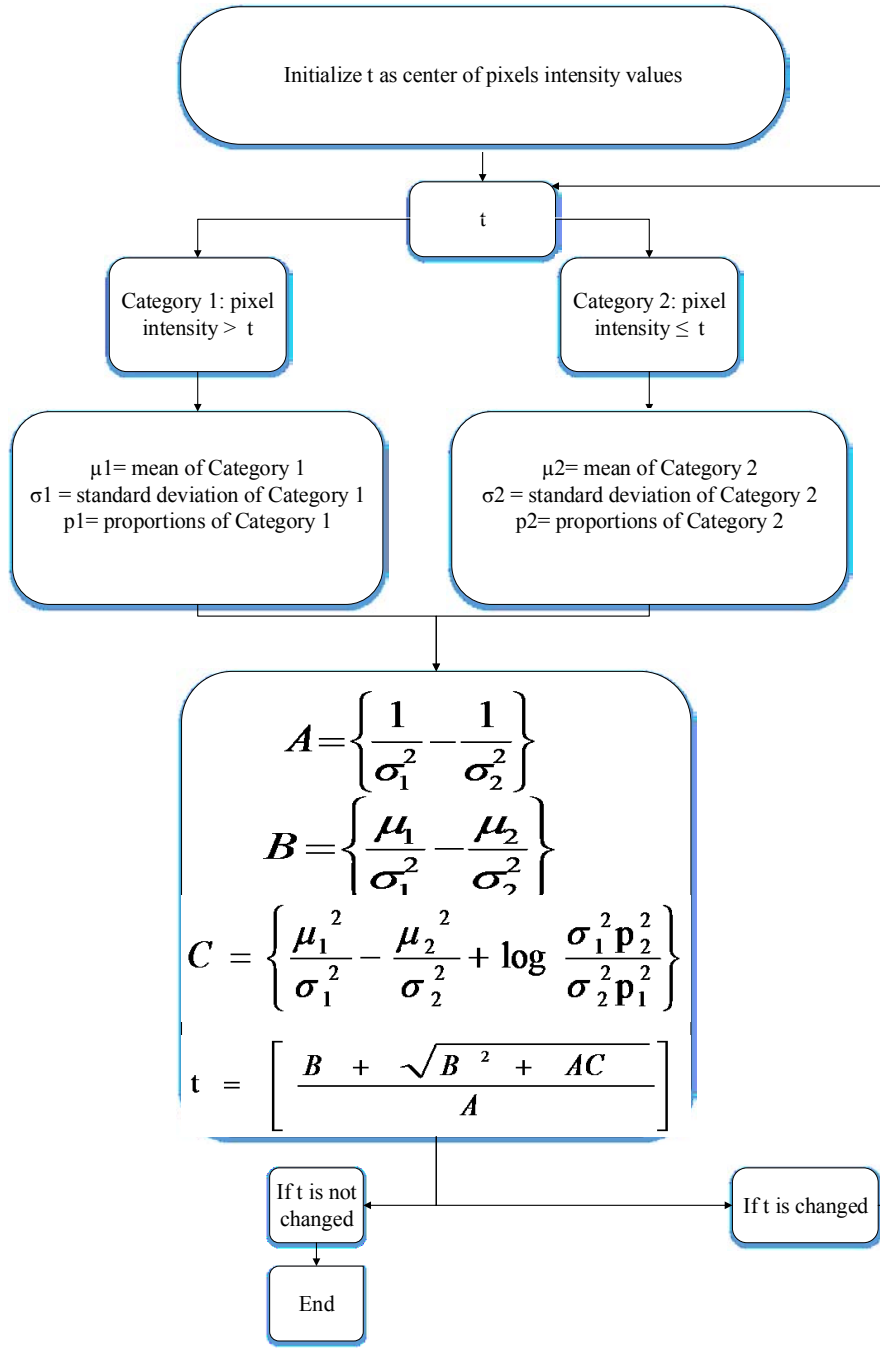 Initialize t as center of pixels intensity values
t
Category 1: pixel
intensity > t
Category 2: pixel
intensity ≤ t
µ1= mean of Category 1
σ1 = standard deviation of Category 1
p1= proportions of Category 1
µ2= mean of Category 2
σ2 = standard deviation of Category 2
p2= proportions of Category 2
A={1/σ₁² − 1/σ₂²}
B={μ₁/σ₁² − μ₂/σ₂²}
C = {μ₁²/σ₁² − μ₂²/σ₂² + log σ₁²p₂²/σ₂²p₁²}
t = [(B + √(B² + AC))/A]
If t is not
changed
If t is changed
End